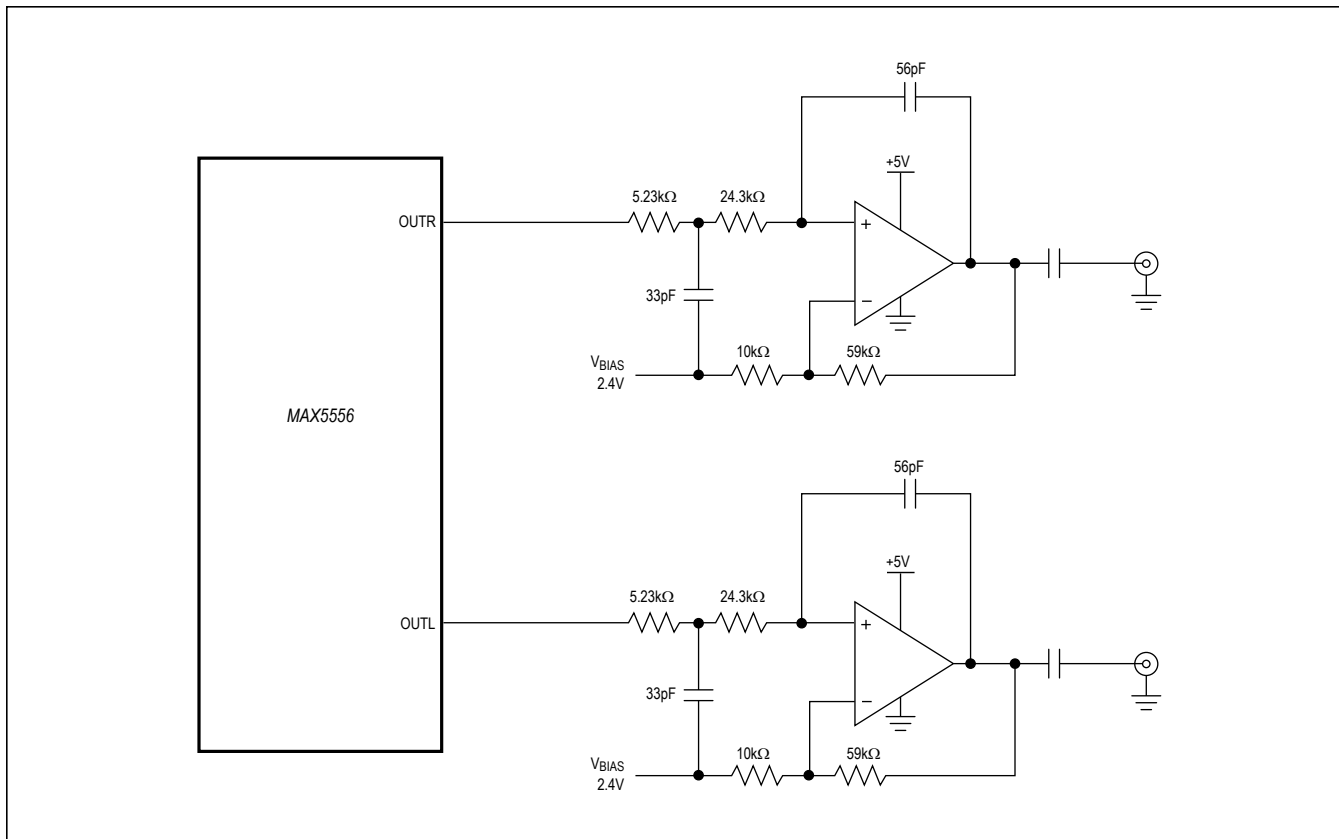 56pF
+5V
5.23kΩ
24.3kΩ
OUTR
+
33pF
−
10kΩ
59kΩ
VBIAS
2.4V
MAX5556
56pF
+5V
5.23kΩ
24.3kΩ
OUTL
+
33pF
−
10kΩ
59kΩ
VBIAS
2.4V